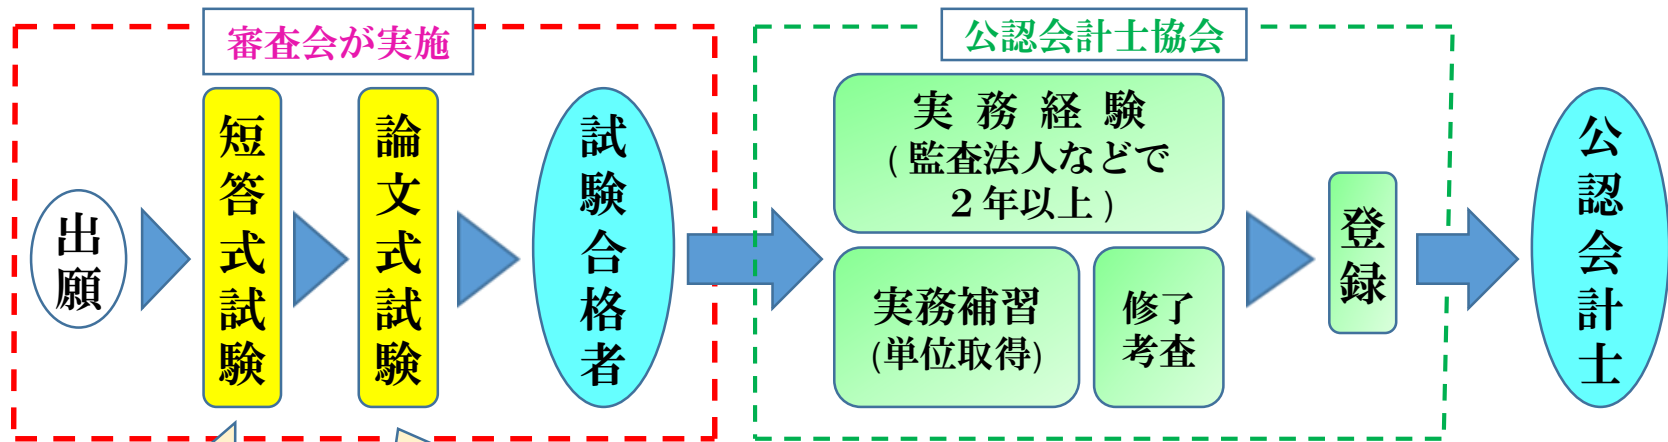 審査会が実施
出願
短答式試験
論文式試験
試験合格者
公認会計士協会
実務経験
(監査法人などで
２年以上)
実務補習
(単位取得)
修了
考査
登録
公認会計士